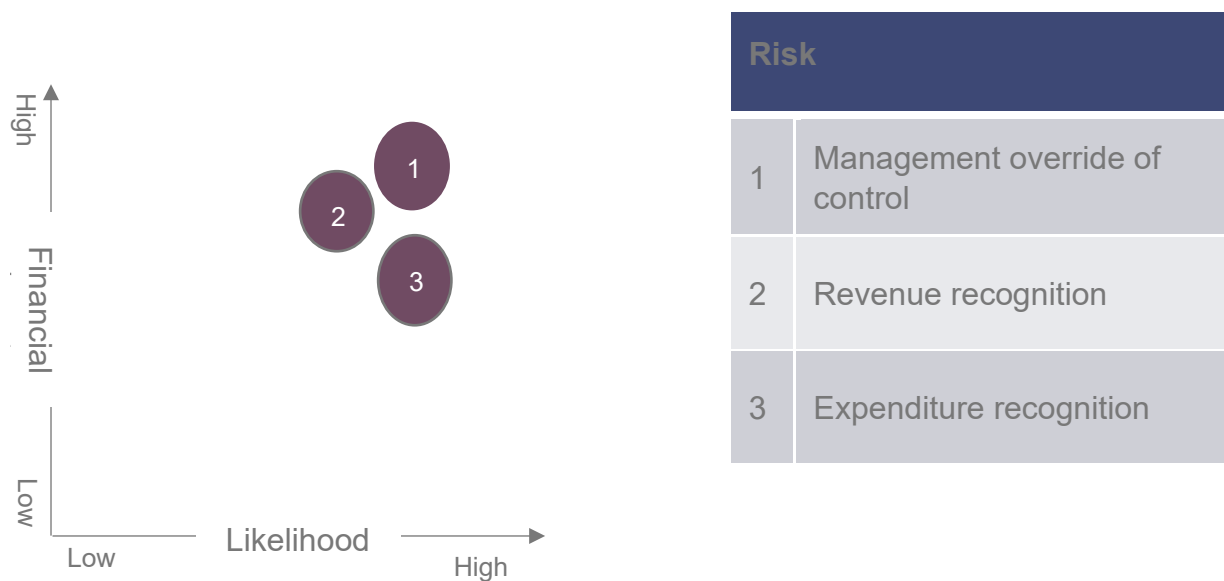 High
1
2
3
Financial
Low
Low
Likelihood
High
Risk
1
Management override of
control
2
Revenue recognition
3
Expenditure recognition